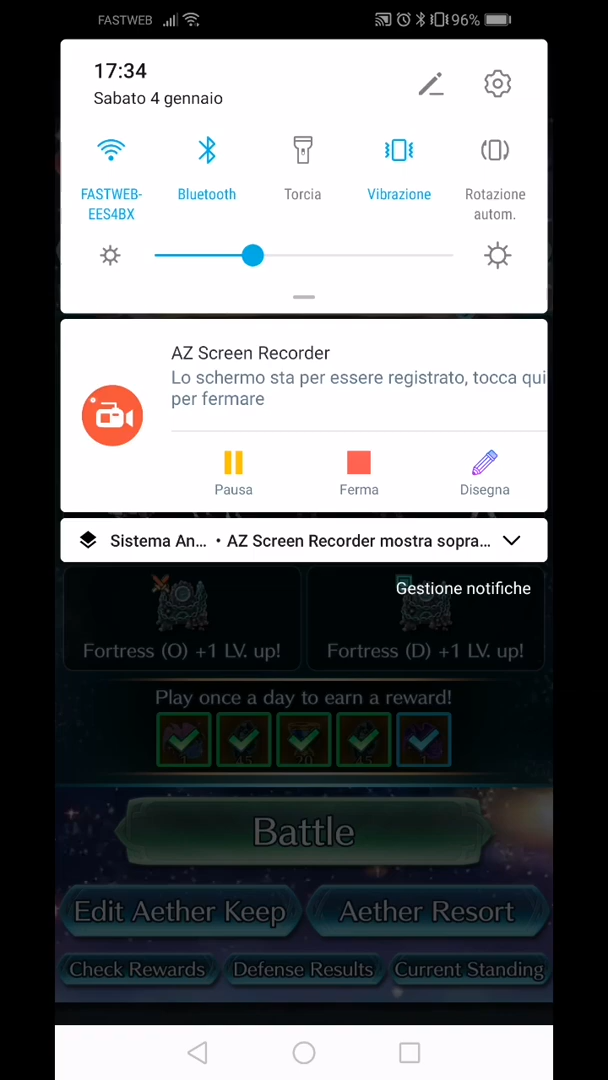 FASTWEB 96%
17:34
Sabato 4 gennaio
FASTWEB-
EES4BX
Bluetooth
Torcia
Vibrazione
Rotazione
autom.
AZ Screen Recorder
Lo schermo sta per essere registrato, tocca qui
per fermare
Pausa
Ferma
Disegna
Sistema An... • AZ Screen Recorder mostra sopra...
Gestione notifiche
Fortress (O) +1 LV. up!
Fortress (D) +1 LV. up!
Play once a day to earn a reward!
Battle
Edit Aether Keep
Aether Resort
Check Rewards
Defense Results
Current Standing